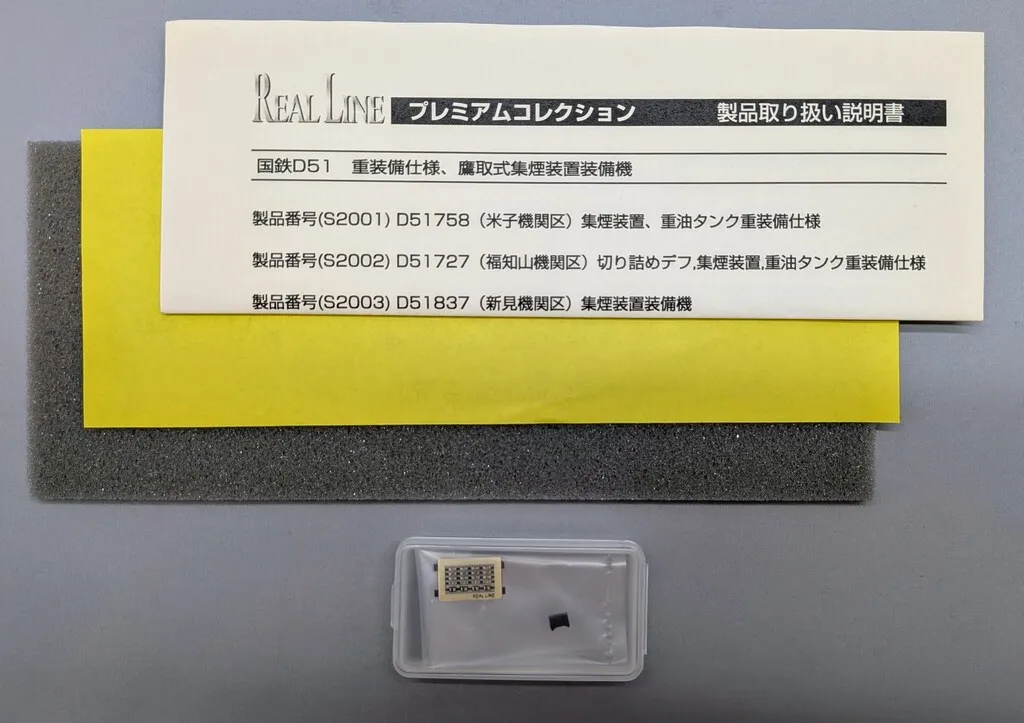 REAL LINE プレミアムコレクション 製品取り扱い説明書
国鉄D51 重装備仕様、鷹取式集煙装置装備機
製品番号(S2001) D51758（米子機関区）集煙装置、重油タンク重装備仕様
製品番号(S2002) D51727（福知山機関区）切り詰めデフ,集煙装置,重油タンク重装備仕様
製品番号(S2003) D51837（新見機関区）集煙装置装備機